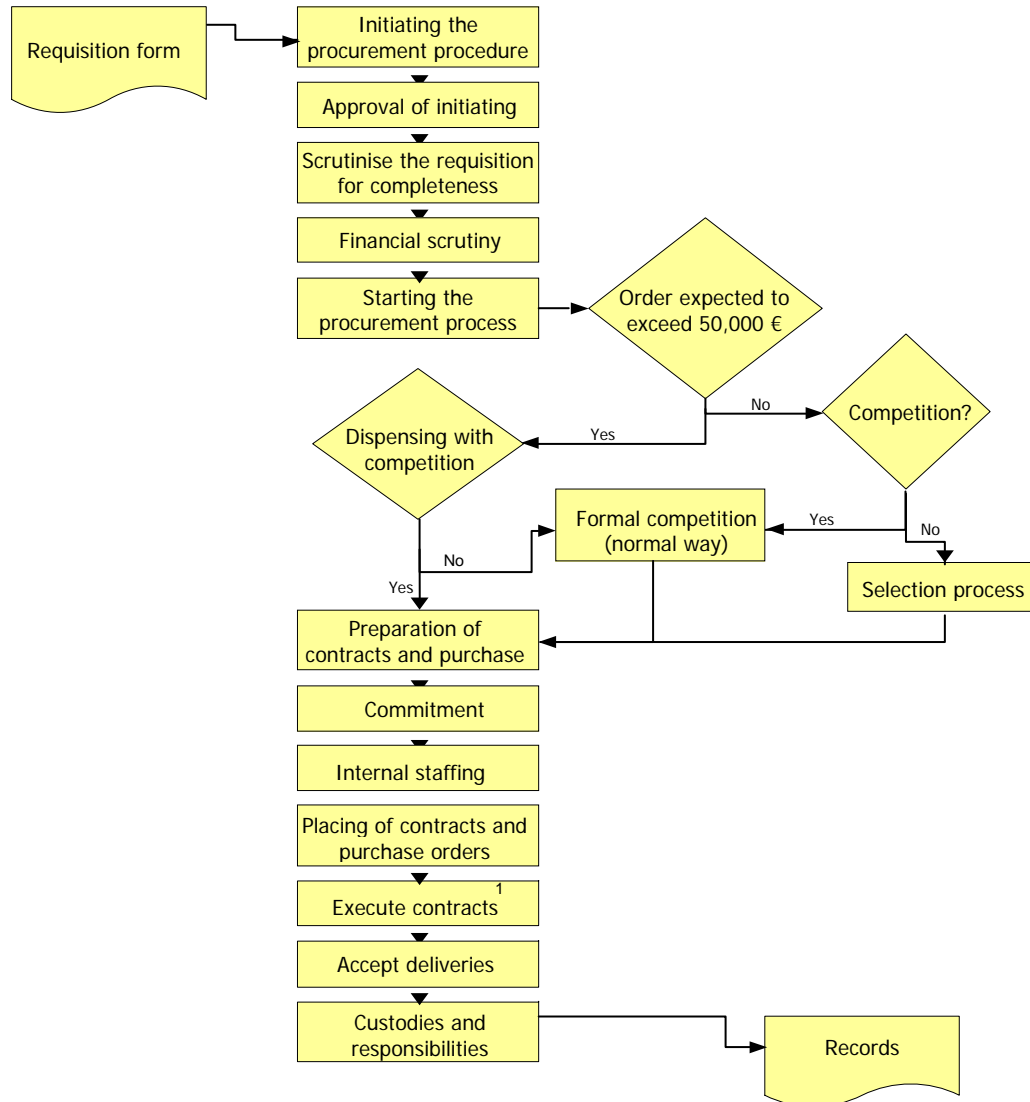 Requisition form
Initiating the
procurement procedure
Approval of initiating
Scrutinise the requisition
for completeness
Financial scrutiny
Starting the
procurement process
Order expected to
exceed 50,000 €
No
Competition?
Yes
Dispensing with
competition
Formal competition
(normal way)
Yes
No
No
Yes
Selection process
Preparation of
contracts and purchase
Commitment
Internal staffing
Placing of contracts and
purchase orders
Execute contracts 1
Accept deliveries
Custodies and
responsibilities
Records